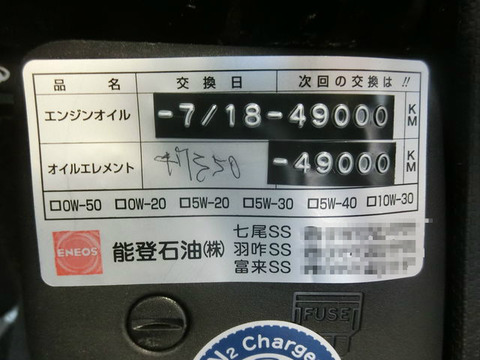 品名 交換日 次回の交換は!!
エンジンオイル -7/18-49000 KM
オイルエレメント 47350 -49000 KM
□0W-50 □0W-20 □5W-20 □5W-30 □5W-40 □10W-30
七尾SS
ENEOS 能登石油(株) 羽咋SS
富来SS
FUSE
N2 Charge